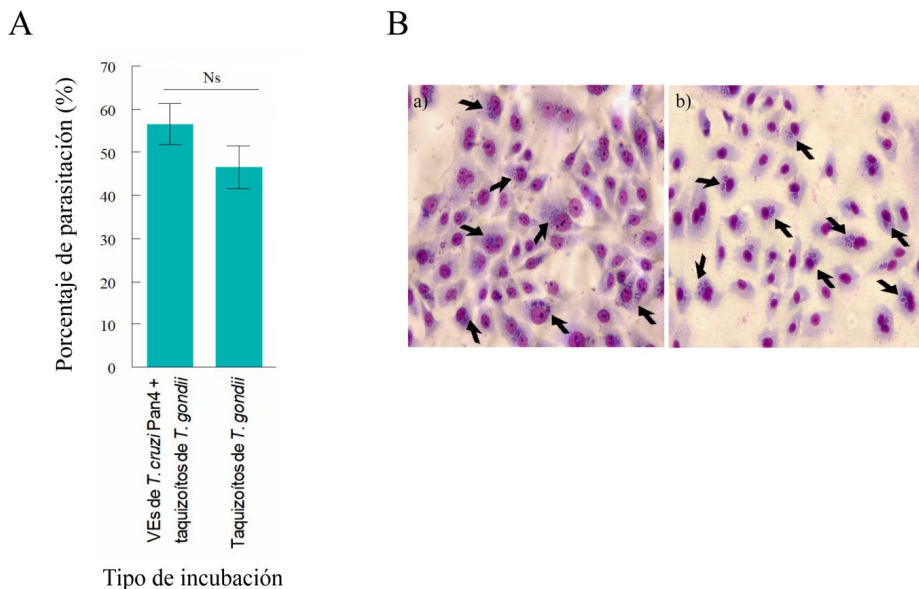 A
B
Porcentaje de parasitación (%)
70
60
50
40
30
20
10
0
Ns
VEs de T. cruzi Pan4 +
taquizoítos de T. gondii
Taquizoítos de T. gondii
Tipo de incubación
a)
b)